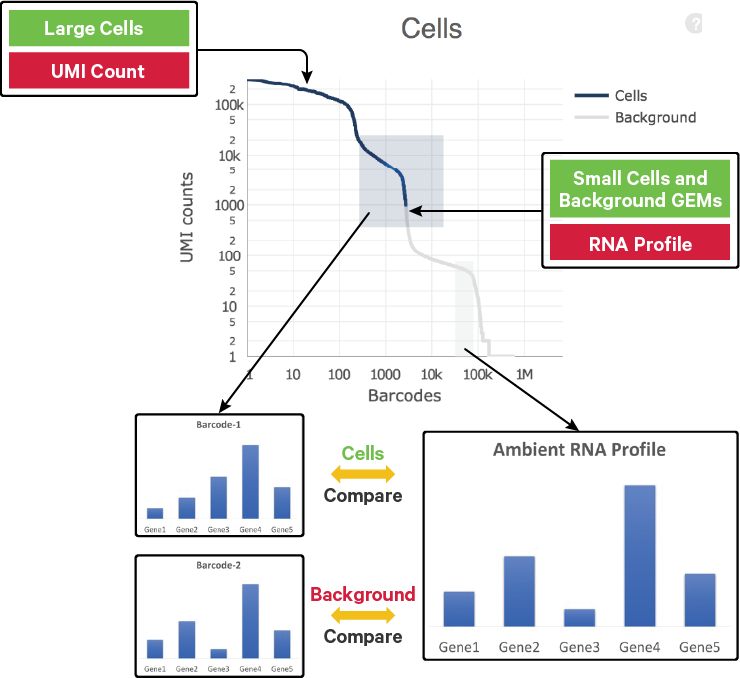 Large Cells
UMI Count
Cells
?
Cells
Background
UMI counts
2
100k
5
2
10k
5
2
1000
5
2
100
5
2
10
5
2
1
1 10 100 1000 10k 100k 1M
Barcodes
Small Cells and
Background GEMs
RNA Profile
Barcode-1
Gene1 Gene2 Gene3 Gene4 Gene5
Cells
Compare
Barcode-2
Gene1 Gene2 Gene3 Gene4 Gene5
Background
Compare
Ambient RNA Profile
Gene1 Gene2 Gene3 Gene4 Gene5